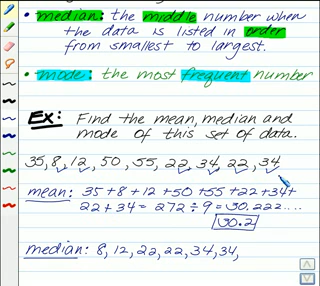 • median: the middle number when
the data is listed in order
from smallest to largest.
• mode: the most frequent number
Ex: Find the mean, median and
mode of this set of data.
35, 8, 12, 50, 55, 22, 34, 22, 34
mean: 35 + 8 + 12 + 50 + 55 + 22 + 34 +
22 + 34 = 272 ÷ 9 = 30.222....
30.2
median: 8, 12, 22, 22, 34, 34,